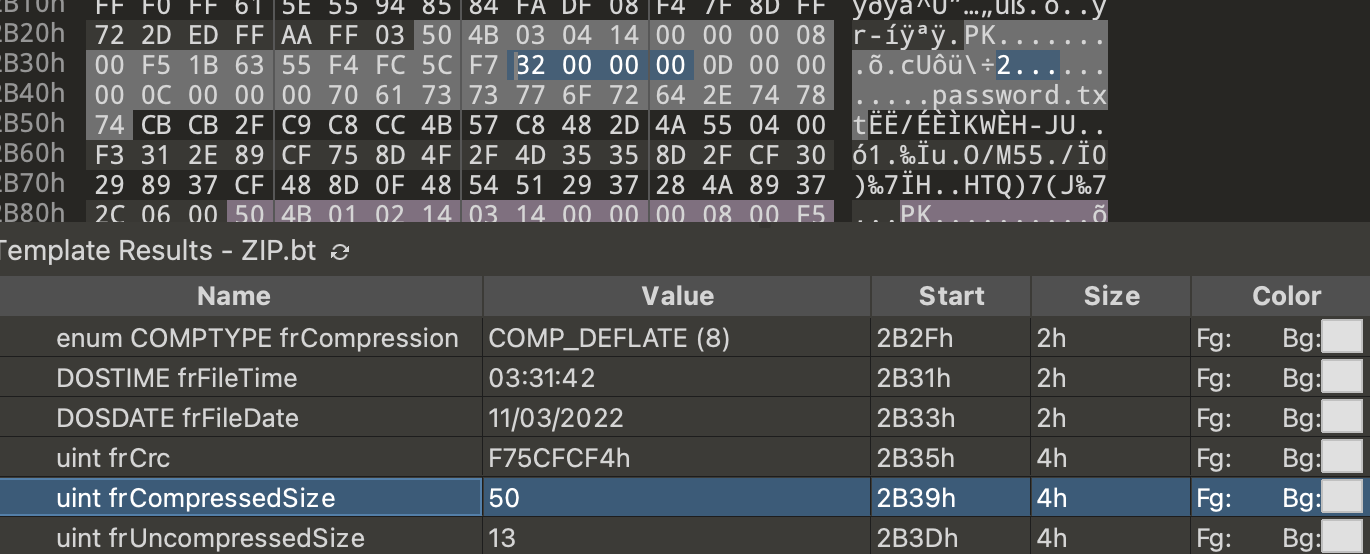 2B10h FF F0 FF 61 5E 55 94 85 84 FA DF 08 F4 7F 8D FF
2B20h 72 2D ED FF AA FF 03 50 4B 03 04 14 00 00 00 08 r-íÿªÿ.PK.......
2B30h 00 F5 1B 63 55 F4 FC 5C F7 32 00 00 00 0D 00 00 .õ.cUôü\÷2......
2B40h 00 0C 00 00 00 70 61 73 73 77 6F 72 64 2E 74 78 .....password.tx
2B50h 74 CB CB 2F C9 C8 CC 4B 57 C8 48 2D 4A 55 04 00 tËË/ÉÈÌKWÈH-JU..
2B60h F3 31 2E 89 CF 75 8D 4F 2F 4D 35 35 8D 2F CF 30 ó1.‰Ïu.O/M55./Ï0
2B70h 29 89 37 CF 48 8D 0F 48 54 51 29 37 28 4A 89 37 )‰7ÏH..HTQ)7(J‰7
2B80h 2C 06 00 50 4B 01 02 14 03 14 00 00 00 08 00 F5 ,..PK..........õ
Template Results - ZIP.bt
Name Value Start Size Color
enum COMPTYPE frCompression COMP_DEFLATE (8) 2B2Fh 2h Fg: Bg:
DOSTIME frFileTime 03:31:42 2B31h 2h Fg: Bg:
DOSDATE frFileDate 11/03/2022 2B33h 2h Fg: Bg:
uint frCrc F75CFCF4h 2B35h 4h Fg: Bg:
uint frCompressedSize 50 2B39h 4h Fg: Bg:
uint frUncompressedSize 13 2B3Dh 4h Fg: Bg: